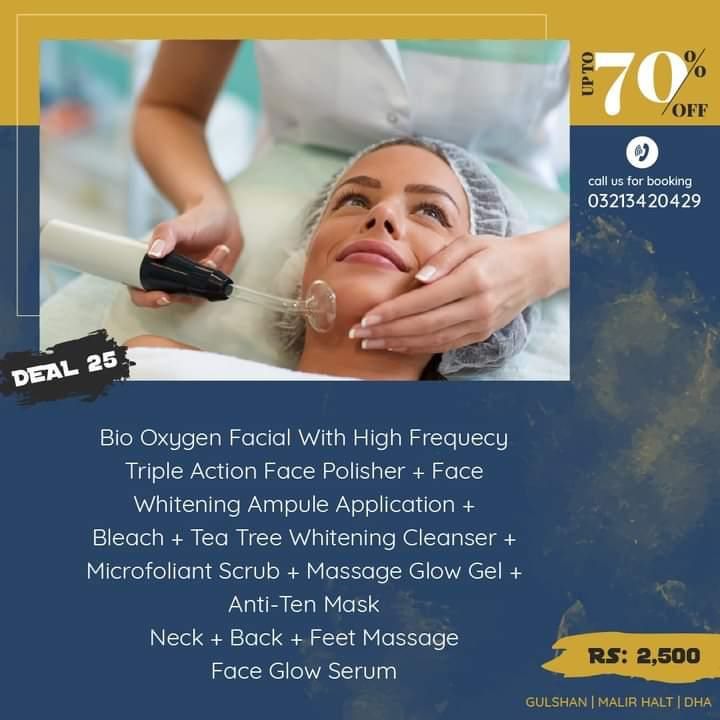 UP TO 70% OFF
call us for booking
03213420429
DEAL 25
Bio Oxygen Facial With High Frequecy
Triple Action Face Polisher + Face
Whitening Ampule Application +
Bleach + Tea Tree Whitening Cleanser +
Microfoliant Scrub + Massage Glow Gel +
Anti-Ten Mask
Neck + Back + Feet Massage
Face Glow Serum
RS: 2,500
GULSHAN | MALIR HALT | DHA